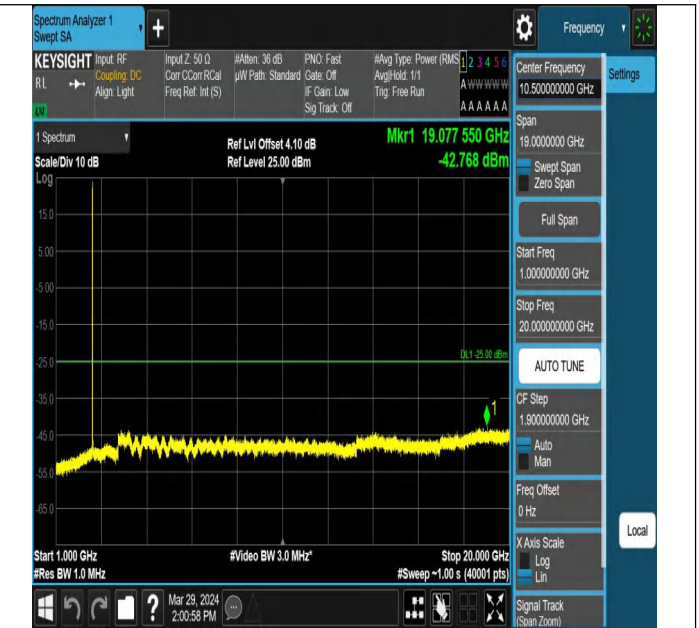 Spectrum Analyzer 1
Swept SA
+
Frequency
KEYSIGHT
RL
Input: RF
Coupling: DC
Align: Light
Input Z: 50 Ω
Corr CCorr RCal
Freq Ref: Int (S)
#Atten: 36 dB
µW Path: Standard
PNO: Fast
Gate: Off
IF Gain: Low
Sig Track: Off
#Avg Type: Power (RMS
Avg|Hold: 1/1
Trig: Free Run
1 2 3 4 5 6
A W W W W W
A A A A A A
1 Spectrum
Scale/Div 10 dB
Log
Ref Lvl Offset 4.10 dB
Ref Level 25.00 dBm
Mkr1 19.077 550 GHz
-42.768 dBm
15.0
5.00
-5.00
-15.0
-25.0
-35.0
-45.0
-55.0
-65.0
DL1 -25.00 dBm
1
Start 1.000 GHz
#Res BW 1.0 MHz
#Video BW 3.0 MHz*
Stop 20.000 GHz
#Sweep ~1.00 s (40001 pts)
?
Mar 29, 2024
2:00:58 PM
Center Frequency
10.500000000 GHz
Settings
Span
19.0000000 GHz
Swept Span
Zero Span
Full Span
Start Freq
1.000000000 GHz
Stop Freq
20.000000000 GHz
AUTO TUNE
CF Step
1.900000000 GHz
Auto
Man
Freq Offset
0 Hz
X Axis Scale
Log
Lin
Signal Track
(Span Zoom)
Local